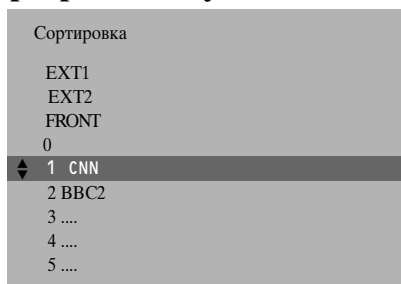 Сортировка
EXT1
EXT2
FRONT
0
1 CNN
2 BBC2
3 ....
4 ....
5 ....